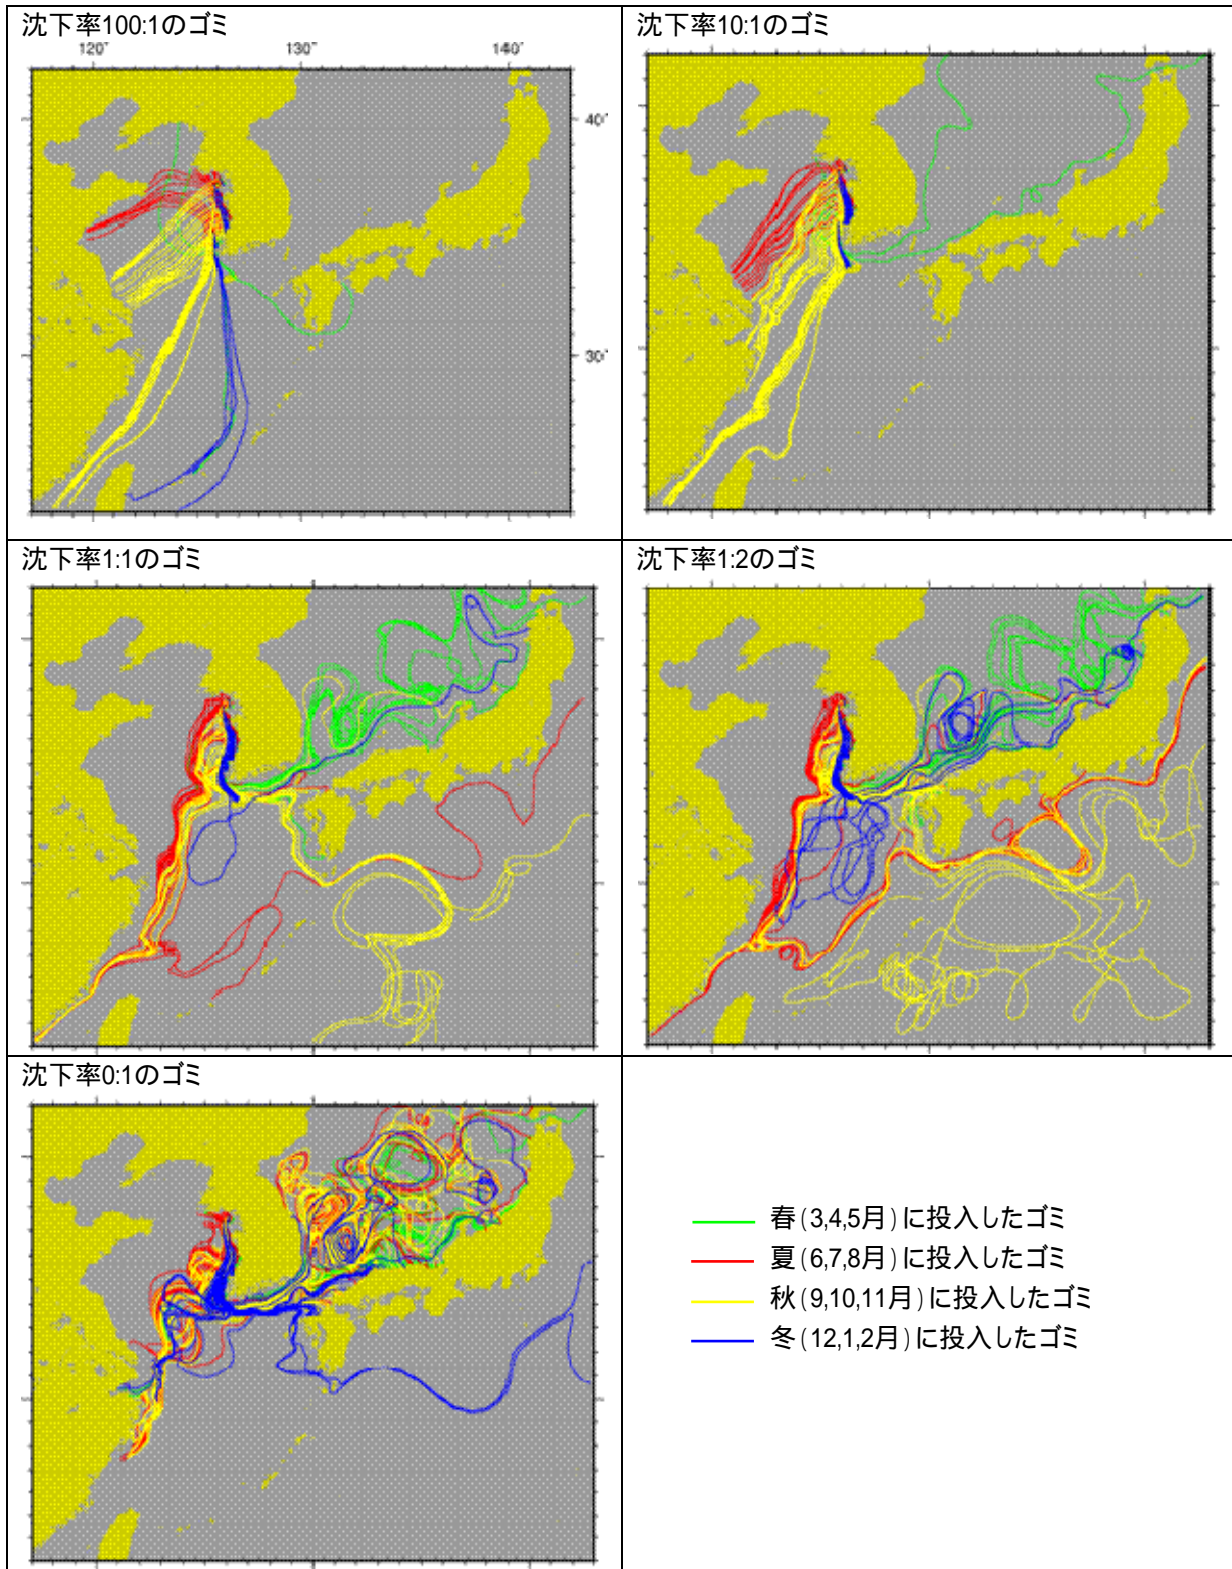 沈下率100:1のゴミ
120° 130° 140°
40°
30°
沈下率10:1のゴミ
沈下率1:1のゴミ
沈下率1:2のゴミ
沈下率0:1のゴミ
春(3,4,5月)に投入したゴミ
夏(6,7,8月)に投入したゴミ
秋(9,10,11月)に投入したゴミ
冬(12,1,2月)に投入したゴミ